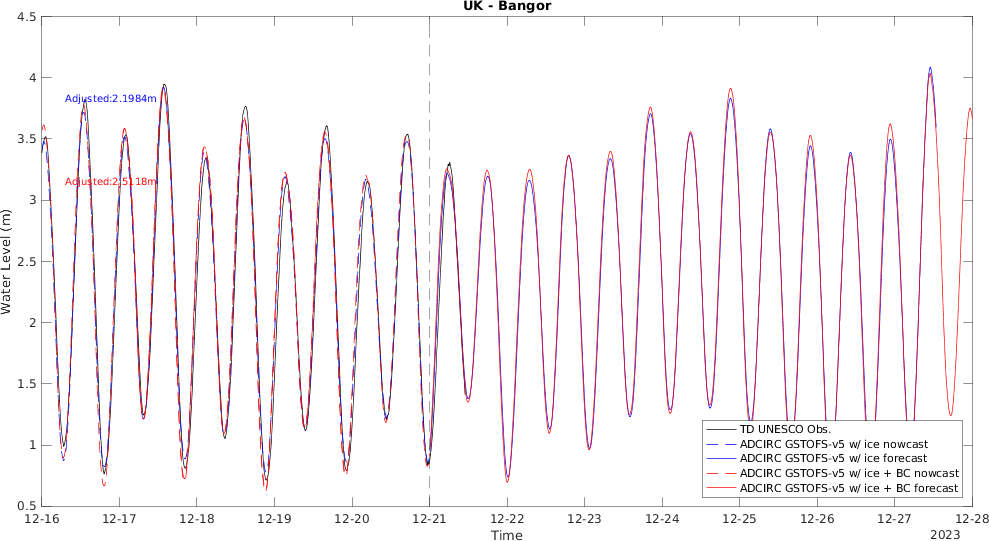 UK - Bangor
4.5
4
3.5
3
2.5
2
1.5
1
0.5
Water Level (m)
Adjusted:2.1984m
Adjusted:2.5118m
TD UNESCO Obs.
ADCIRC GSTOFS-v5 w/ ice nowcast
ADCIRC GSTOFS-v5 w/ ice forecast
ADCIRC GSTOFS-v5 w/ ice + BC nowcast
ADCIRC GSTOFS-v5 w/ ice + BC forecast
12-16 12-17 12-18 12-19 12-20 12-21 12-22 12-23 12-24 12-25 12-26 12-27 12-28
Time
2023